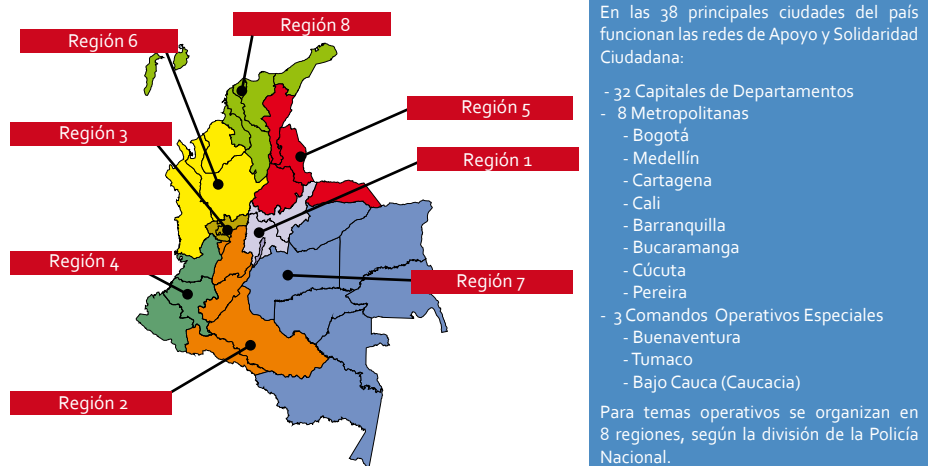 Región 8
Región 6
Región 5
Región 3
Región 1
Región 4
Región 7
Región 2
En las 38 principales ciudades del país
funcionan las redes de Apoyo y Solidaridad
Ciudadana:
- 32 Capitales de Departamentos
- 8 Metropolitanas
- Bogotá
- Medellín
- Cartagena
- Cali
- Barranquilla
- Bucaramanga
- Cúcuta
- Pereira
- 3 Comandos Operativos Especiales
- Buenaventura
- Tumaco
- Bajo Cauca (Caucacia)
Para temas operativos se organizan en
8 regiones, según la división de la Policía
Nacional.